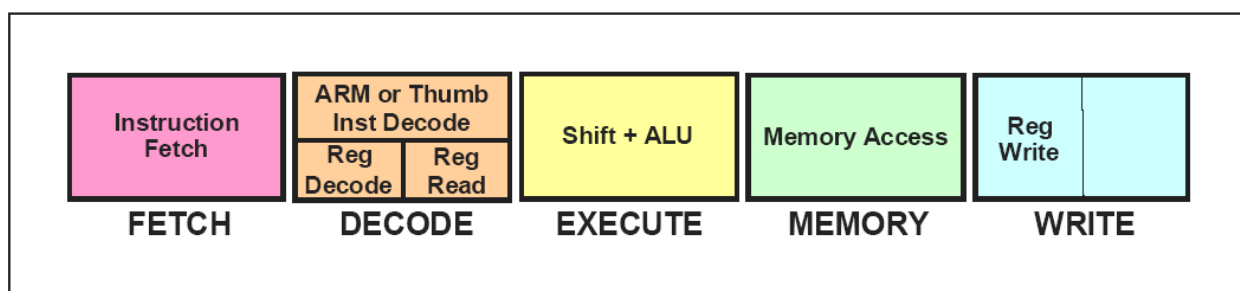 Instruction
Fetch
ARM or Thumb
Inst Decode
Reg
Decode
Reg
Read
Shift + ALU
Memory Access
Reg
Write
FETCH
DECODE
EXECUTE
MEMORY
WRITE